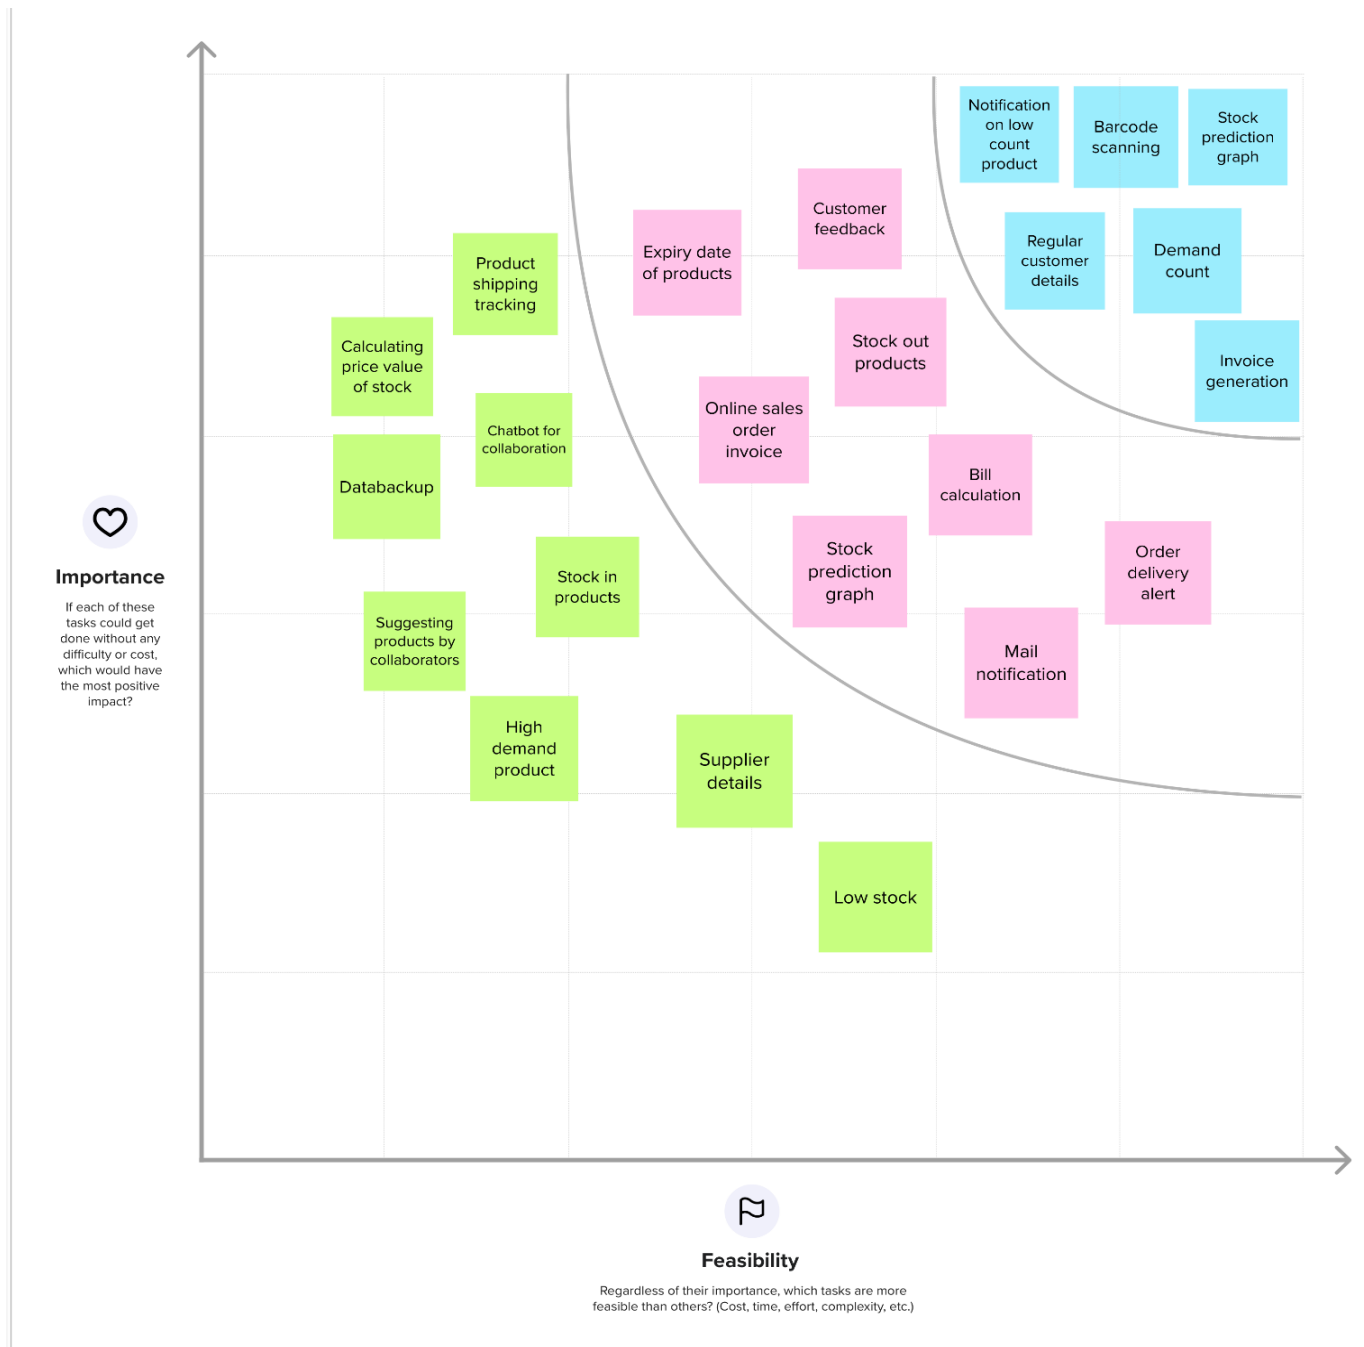 Notification
on low
count
product
Barcode
scanning
Stock
prediction
graph
Customer
feedback
Expiry date
of products
Regular
customer
details
Demand
count
Product
shipping
tracking
Stock out
products
Invoice
generation
Calculating
price value
of stock
Online sales
order
invoice
Chatbot for
collaboration
Databackup
Bill
calculation
Stock
prediction
graph
Order
delivery
alert
Stock in
products
Suggesting
products by
collaborators
Mail
notification
High
demand
product
Supplier
details
Low stock
Importance
If each of these
tasks could get
done without any
difficulty or cost,
which would have
the most positive
impact?
Feasibility
Regardless of their importance, which tasks are more
feasible than others? (Cost, time, effort, complexity, etc.)